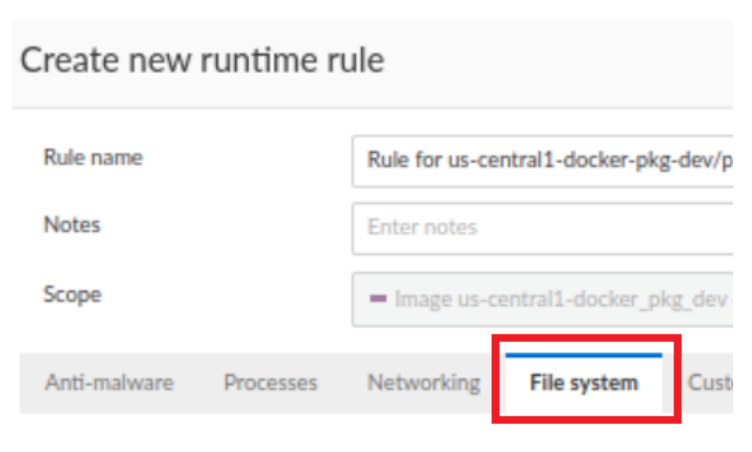 Create new runtime rule
Rule name
Rule for us-central1-docker-pkg-dev/p
Notes
Enter notes
Scope
Image us-central1-docker_pkg_dev
Anti-malware Processes Networking File system Cust